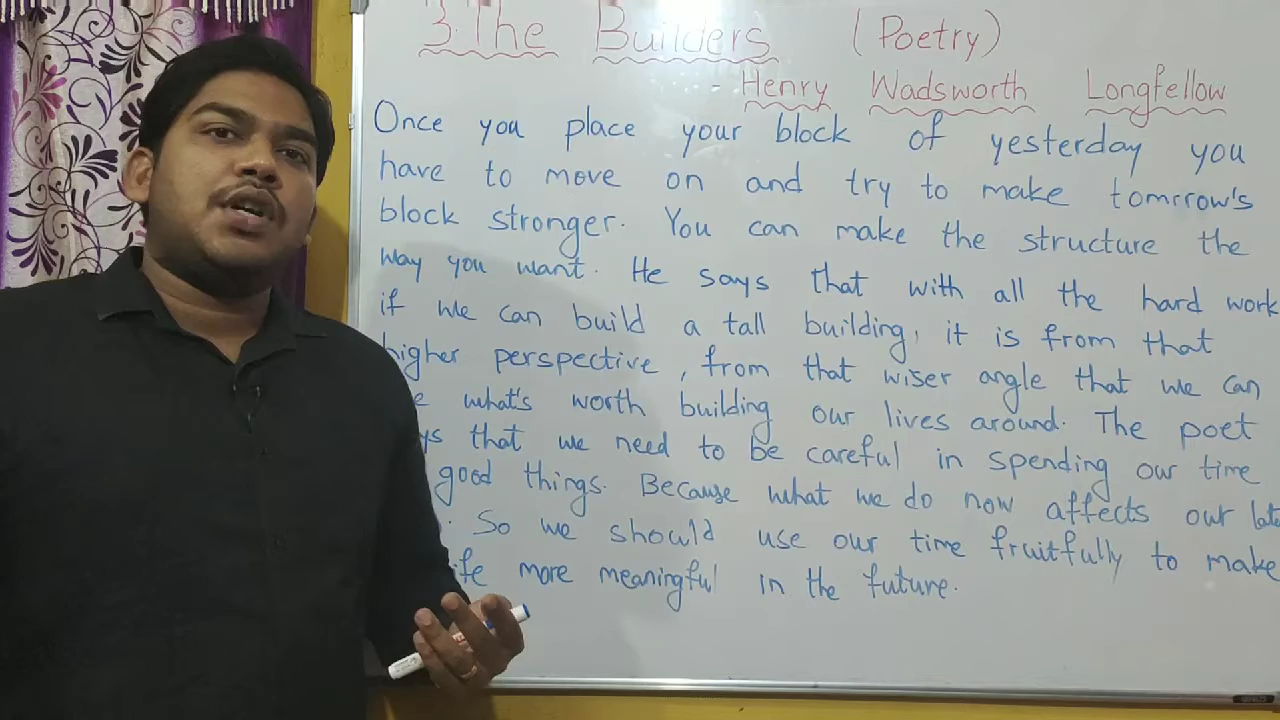 3. The Builders (Poetry)
- Henry Wadsworth Longfellow
Once you place your block of yesterday you
have to move on and try to make tomrrow's
block stronger. You can make the structure the
way you want. He says that with all the hard work
if we can build a tall building, it is from that
higher perspective, from that wiser angle that we can
what's worth building our lives around. The poet
that we need to be careful in spending our time
good things. Because what we do now affects our
So we should use our time fruitfully to make
more meaningful in the future.